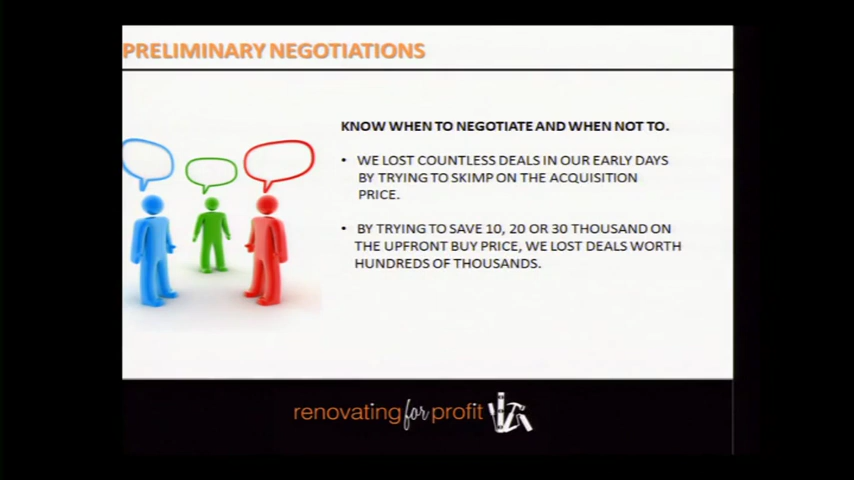 PRELIMINARY NEGOTIATIONS
KNOW WHEN TO NEGOTIATE AND WHEN NOT TO.
• WE LOST COUNTLESS DEALS IN OUR EARLY DAYS
BY TRYING TO SKIMP ON THE ACQUISITION
PRICE.
• BY TRYING TO SAVE 10, 20 OR 30 THOUSAND ON
THE UPFRONT BUY PRICE, WE LOST DEALS WORTH
HUNDREDS OF THOUSANDS.
renovating for profit